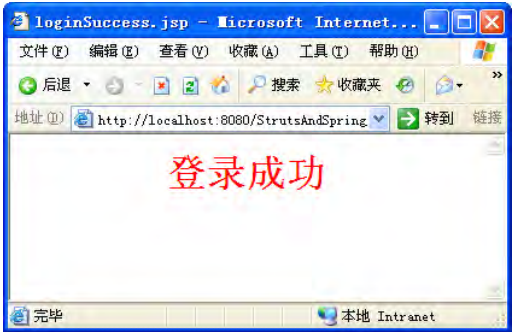 loginSuccess.jsp - Microsoft Internet...
文件(F) 编辑(E) 查看(V) 收藏(A) 工具(T) 帮助(H)
后退 搜索 收藏夹 »
地址(D) http://localhost:8080/StrutsAndSpring 转到 链接
登录成功
完毕 本地 Intranet